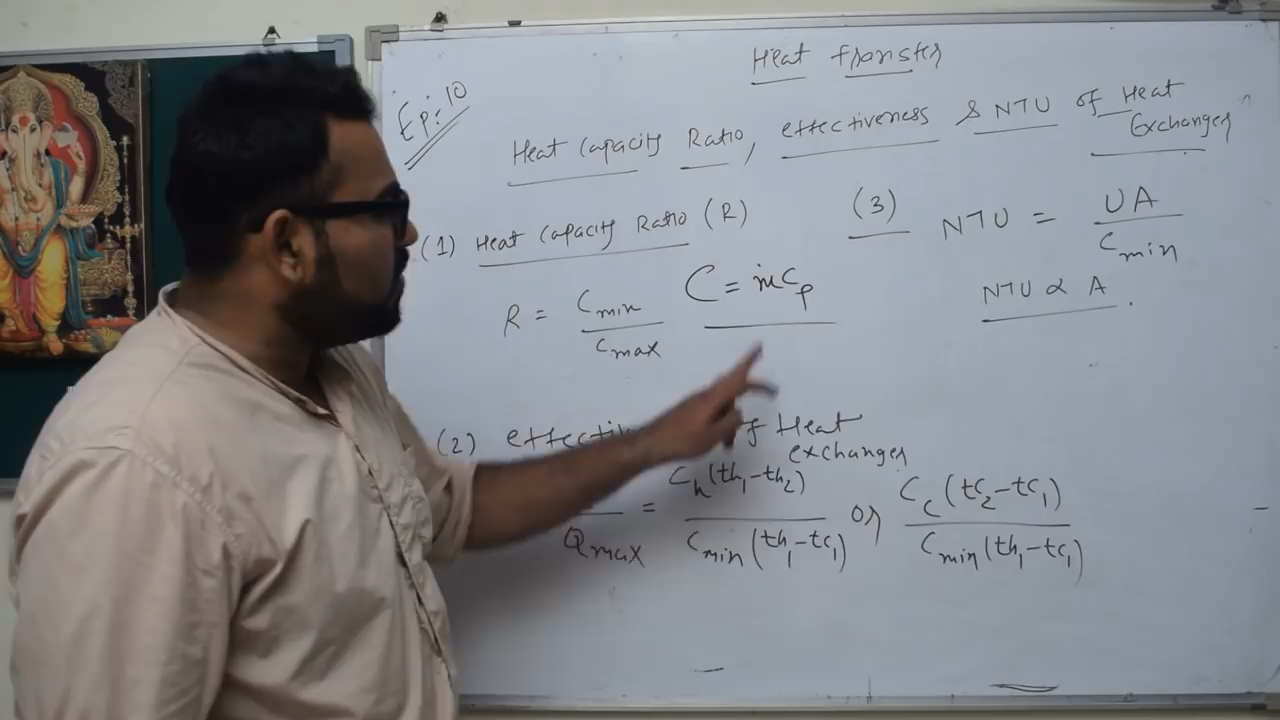 Heat transfer
Ep:10
Heat Capacity Ratio, effectiveness & NTU of Heat Exchanger
(1) Heat Capacity Ratio (R)
R = Cmin / Cmax
C = ṁCp
(3) NTU = UA / Cmin
NTU ∝ A.
(2) of Heat exchanger
Qmax = Ch(th₁-th₂) / Cmin(th₁-tc₁) or Cc(tc₂-tc₁) / Cmin(th₁-tc₁)